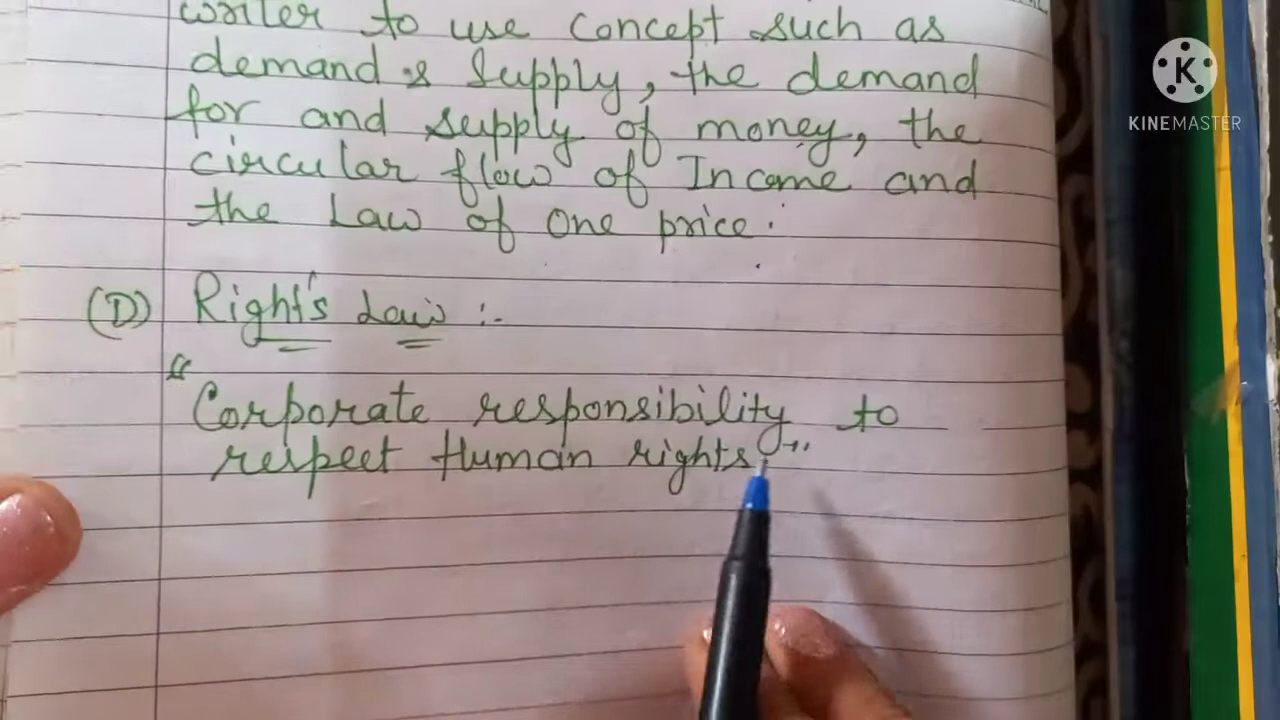 writer to use concept such as
demand & Supply, the demand
for and supply of money, the
circular flow of Income and
the Law of One price.
(D) Right's Law :-
"Corporate responsibility to
respect Human rights".
K
KINEMASTER